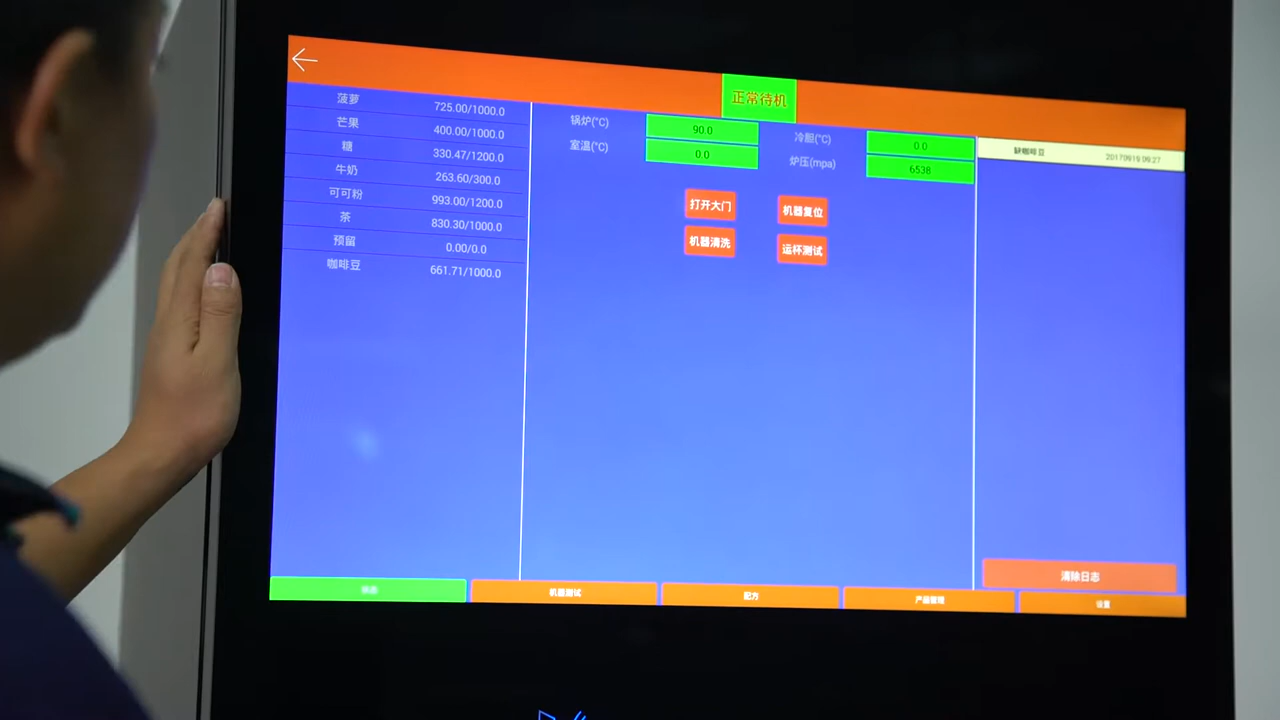 正常待机
菠萝 725.00/1000.0
芒果 400.00/1000.0
糖 330.47/1200.0
牛奶 263.60/300.0
可可粉 993.00/1200.0
茶 830.30/1000.0
预留 0.00/0.0
咖啡豆 661.71/1000.0
锅炉(°C) 90.0 冷胆(°C) 0.0
室温(°C) 0.0 炉压(mpa) 6538
打开大门 机器复位
机器清洗 运杯测试
缺咖啡豆 20170919 09:27
清除日志
机器测试 配方 产品管理 设置